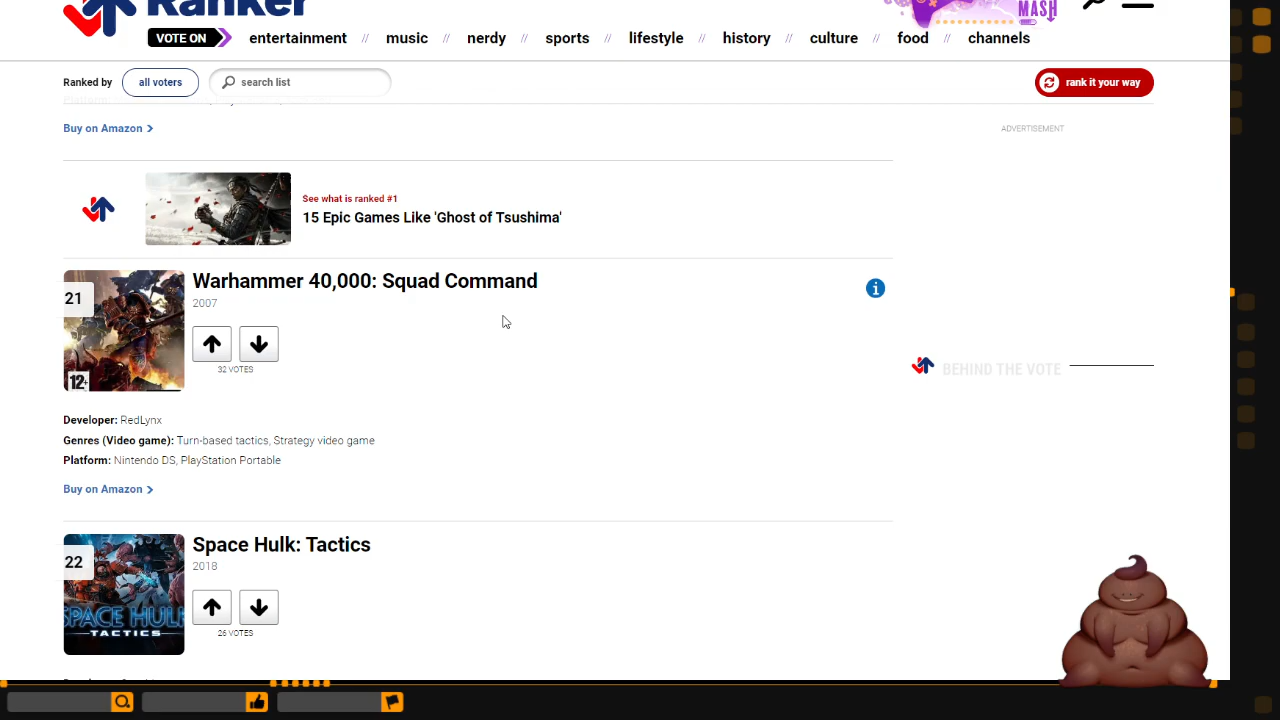 Ranker
MASH
VOTE ON entertainment // music // nerdy // sports // lifestyle // history // culture // food // channels
Ranked by all voters search list rank it your way
Buy on Amazon
ADVERTISEMENT
See what is ranked #1
15 Epic Games Like 'Ghost of Tsushima'
21
Warhammer 40,000: Squad Command
2007
32 VOTES
12+
BEHIND THE VOTE
Developer: RedLynx
Genres (Video game): Turn-based tactics, Strategy video game
Platform: Nintendo DS, PlayStation Portable
Buy on Amazon
22
Space Hulk: Tactics
2018
26 VOTES
SPACE HULK
TACTICS